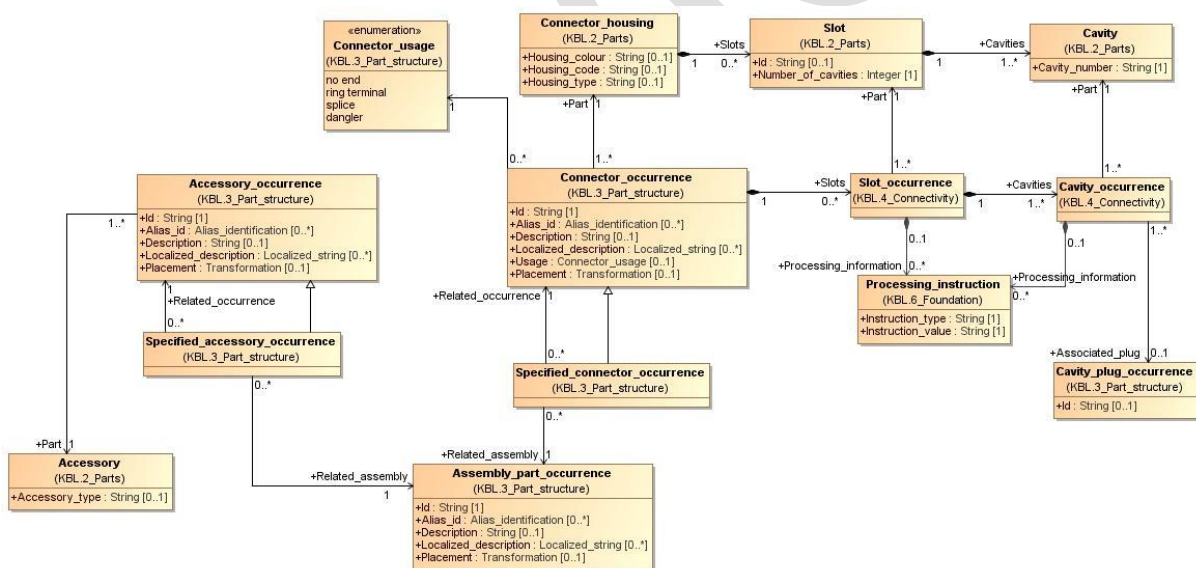 «enumeration»
Connector_usage
(KBL.3_Part_structure)
no end
ring terminal
splice
dangler
Connector_housing
(KBL.2_Parts)
+Housing_colour : String [0..1]
+Housing_code : String [0..1]
+Housing_type : String [0..1]
+Slots
1
0..*
Slot
(KBL.2_Parts)
+Id : String [0..1]
+Number_of_cavities : Integer [1]
+Cavities
1
1..*
Cavity
(KBL.2_Parts)
+Cavity_number : String [1]
1
0..*
+Part 1
1..*
+Part 1
1..*
+Part 1
1..*
Accessory_occurrence
(KBL.3_Part_structure)
+Id : String [1]
+Alias_id : Alias_identification [0..*]
+Description : String [0..1]
+Localized_description : Localized_string [0..*]
+Placement : Transformation [0..1]
1..*
Connector_occurrence
(KBL.3_Part_structure)
+Id : String [1]
+Alias_id : Alias_identification [0..*]
+Description : String [0..1]
+Localized_description : Localized_string [0..*]
+Usage : Connector_usage [0..1]
+Placement : Transformation [0..1]
+Slots
1
0..*
Slot_occurrence
(KBL.4_Connectivity)
+Cavities
1
1..*
Cavity_occurrence
(KBL.4_Connectivity)
0..1
+Processing_information
0..*
0..1
+Processing_information
0..*
1..*
Processing_instruction
(KBL.6_Foundation)
+Instruction_type : String [1]
+Instruction_value : String [1]
1
+Related_occurrence
0..*
+Related_occurrence 1
0..*
Specified_accessory_occurrence
(KBL.3_Part_structure)
0..*
Specified_connector_occurrence
(KBL.3_Part_structure)
0..*
+Associated_plug
0..1
Cavity_plug_occurrence
(KBL.3_Part_structure)
+Id : String [0..1]
+Part 1
Accessory
(KBL.2_Parts)
+Accessory_type : String [0..1]
+Related_assembly
1
+Related_assembly 1
Assembly_part_occurrence
(KBL.3_Part_structure)
+Id : String [1]
+Alias_id : Alias_identification [0..*]
+Description : String [0..1]
+Localized_description : Localized_string [0..*]
+Placement : Transformation [0..1]